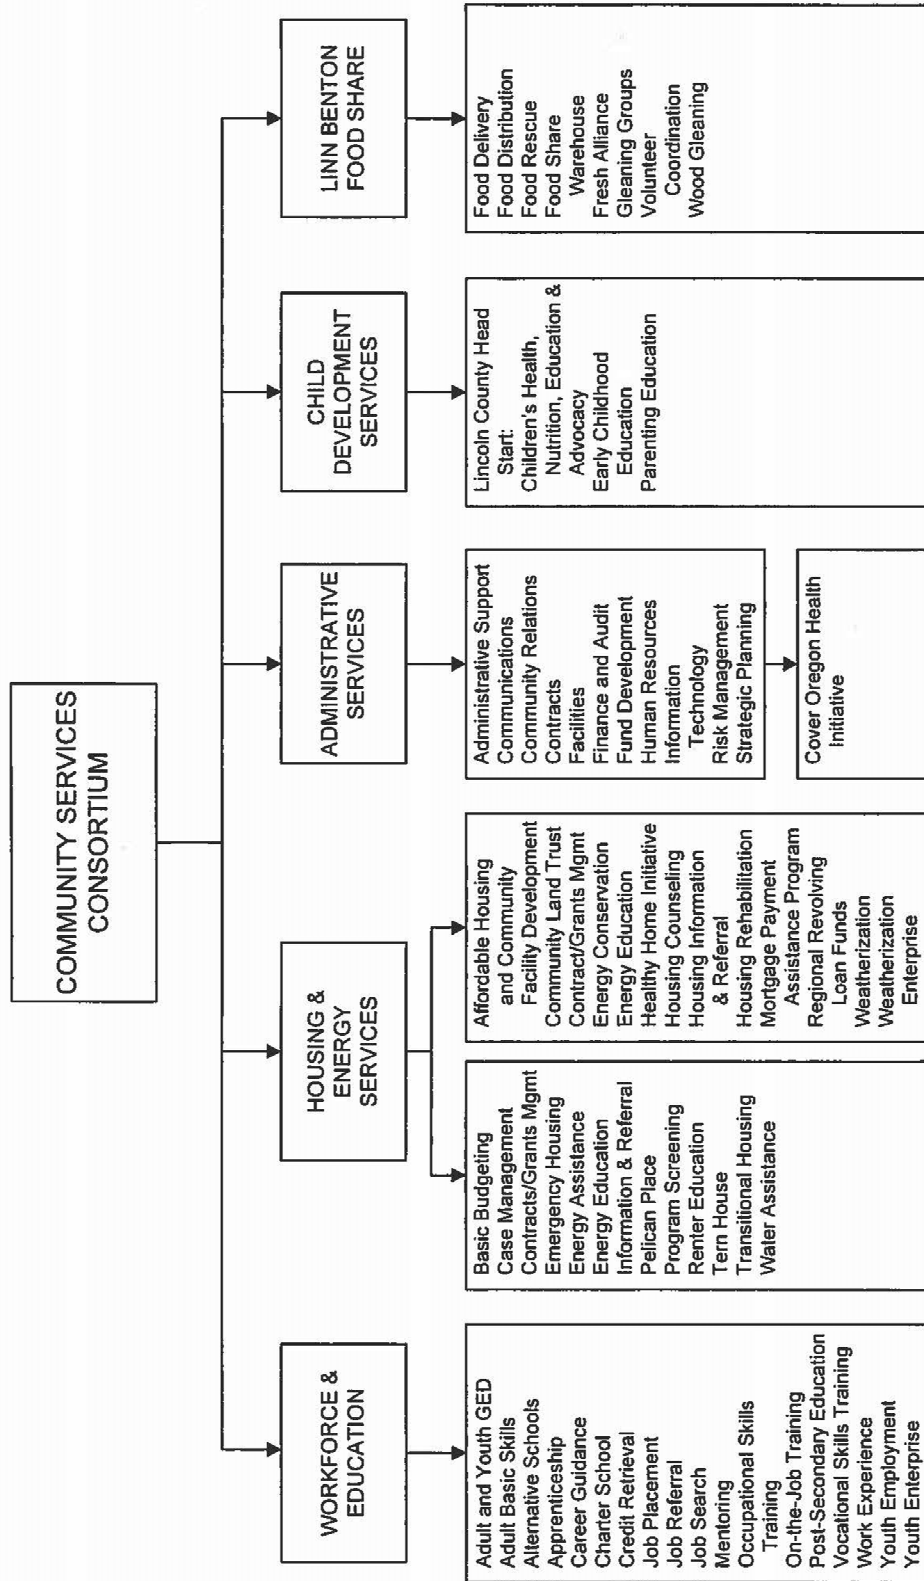 COMMUNITY SERVICES
CONSORTIUM
WORKFORCE &
EDUCATION
HOUSING &
ENERGY
SERVICES
ADMINISTRATIVE
SERVICES
CHILD
DEVELOPMENT
SERVICES
LINN BENTON
FOOD SHARE
Adult and Youth GED
Adult Basic Skills
Alternative Schools
Apprenticeship
Career Guidance
Charter School
Credit Retrieval
Job Placement
Job Referral
Job Search
Mentoring
Occupational Skills
Training
On-the-Job Training
Post-Secondary Education
Vocational Skills Training
Work Experience
Youth Employment
Youth Enterprise
Basic Budgeting
Case Management
Contracts/Grants Mgmt
Emergency Housing
Energy Assistance
Energy Education
Information & Referral
Pelican Place
Program Screening
Renter Education
Tern House
Transitional Housing
Water Assistance
Affordable Housing
and Community
Facility Development
Community Land Trust
Contract/Grants Mgmt
Energy Conservation
Energy Education
Healthy Home Initiative
Housing Counseling
Housing Information
& Referral
Housing Rehabilitation
Mortgage Payment
Assistance Program
Regional Revolving
Loan Funds
Weatherization
Weatherization
Enterprise
Administrative Support
Communications
Community Relations
Contracts
Facilities
Finance and Audit
Fund Development
Human Resources
Information
Technology
Risk Management
Strategic Planning
Cover Oregon Health
Initiative
Lincoln County Head
Start:
Children's Health,
Nutrition, Education &
Advocacy
Early Childhood
Education
Parenting Education
Food Delivery
Food Distribution
Food Rescue
Food Share
Warehouse
Fresh Alliance
Gleaning Groups
Volunteer
Coordination
Wood Gleaning